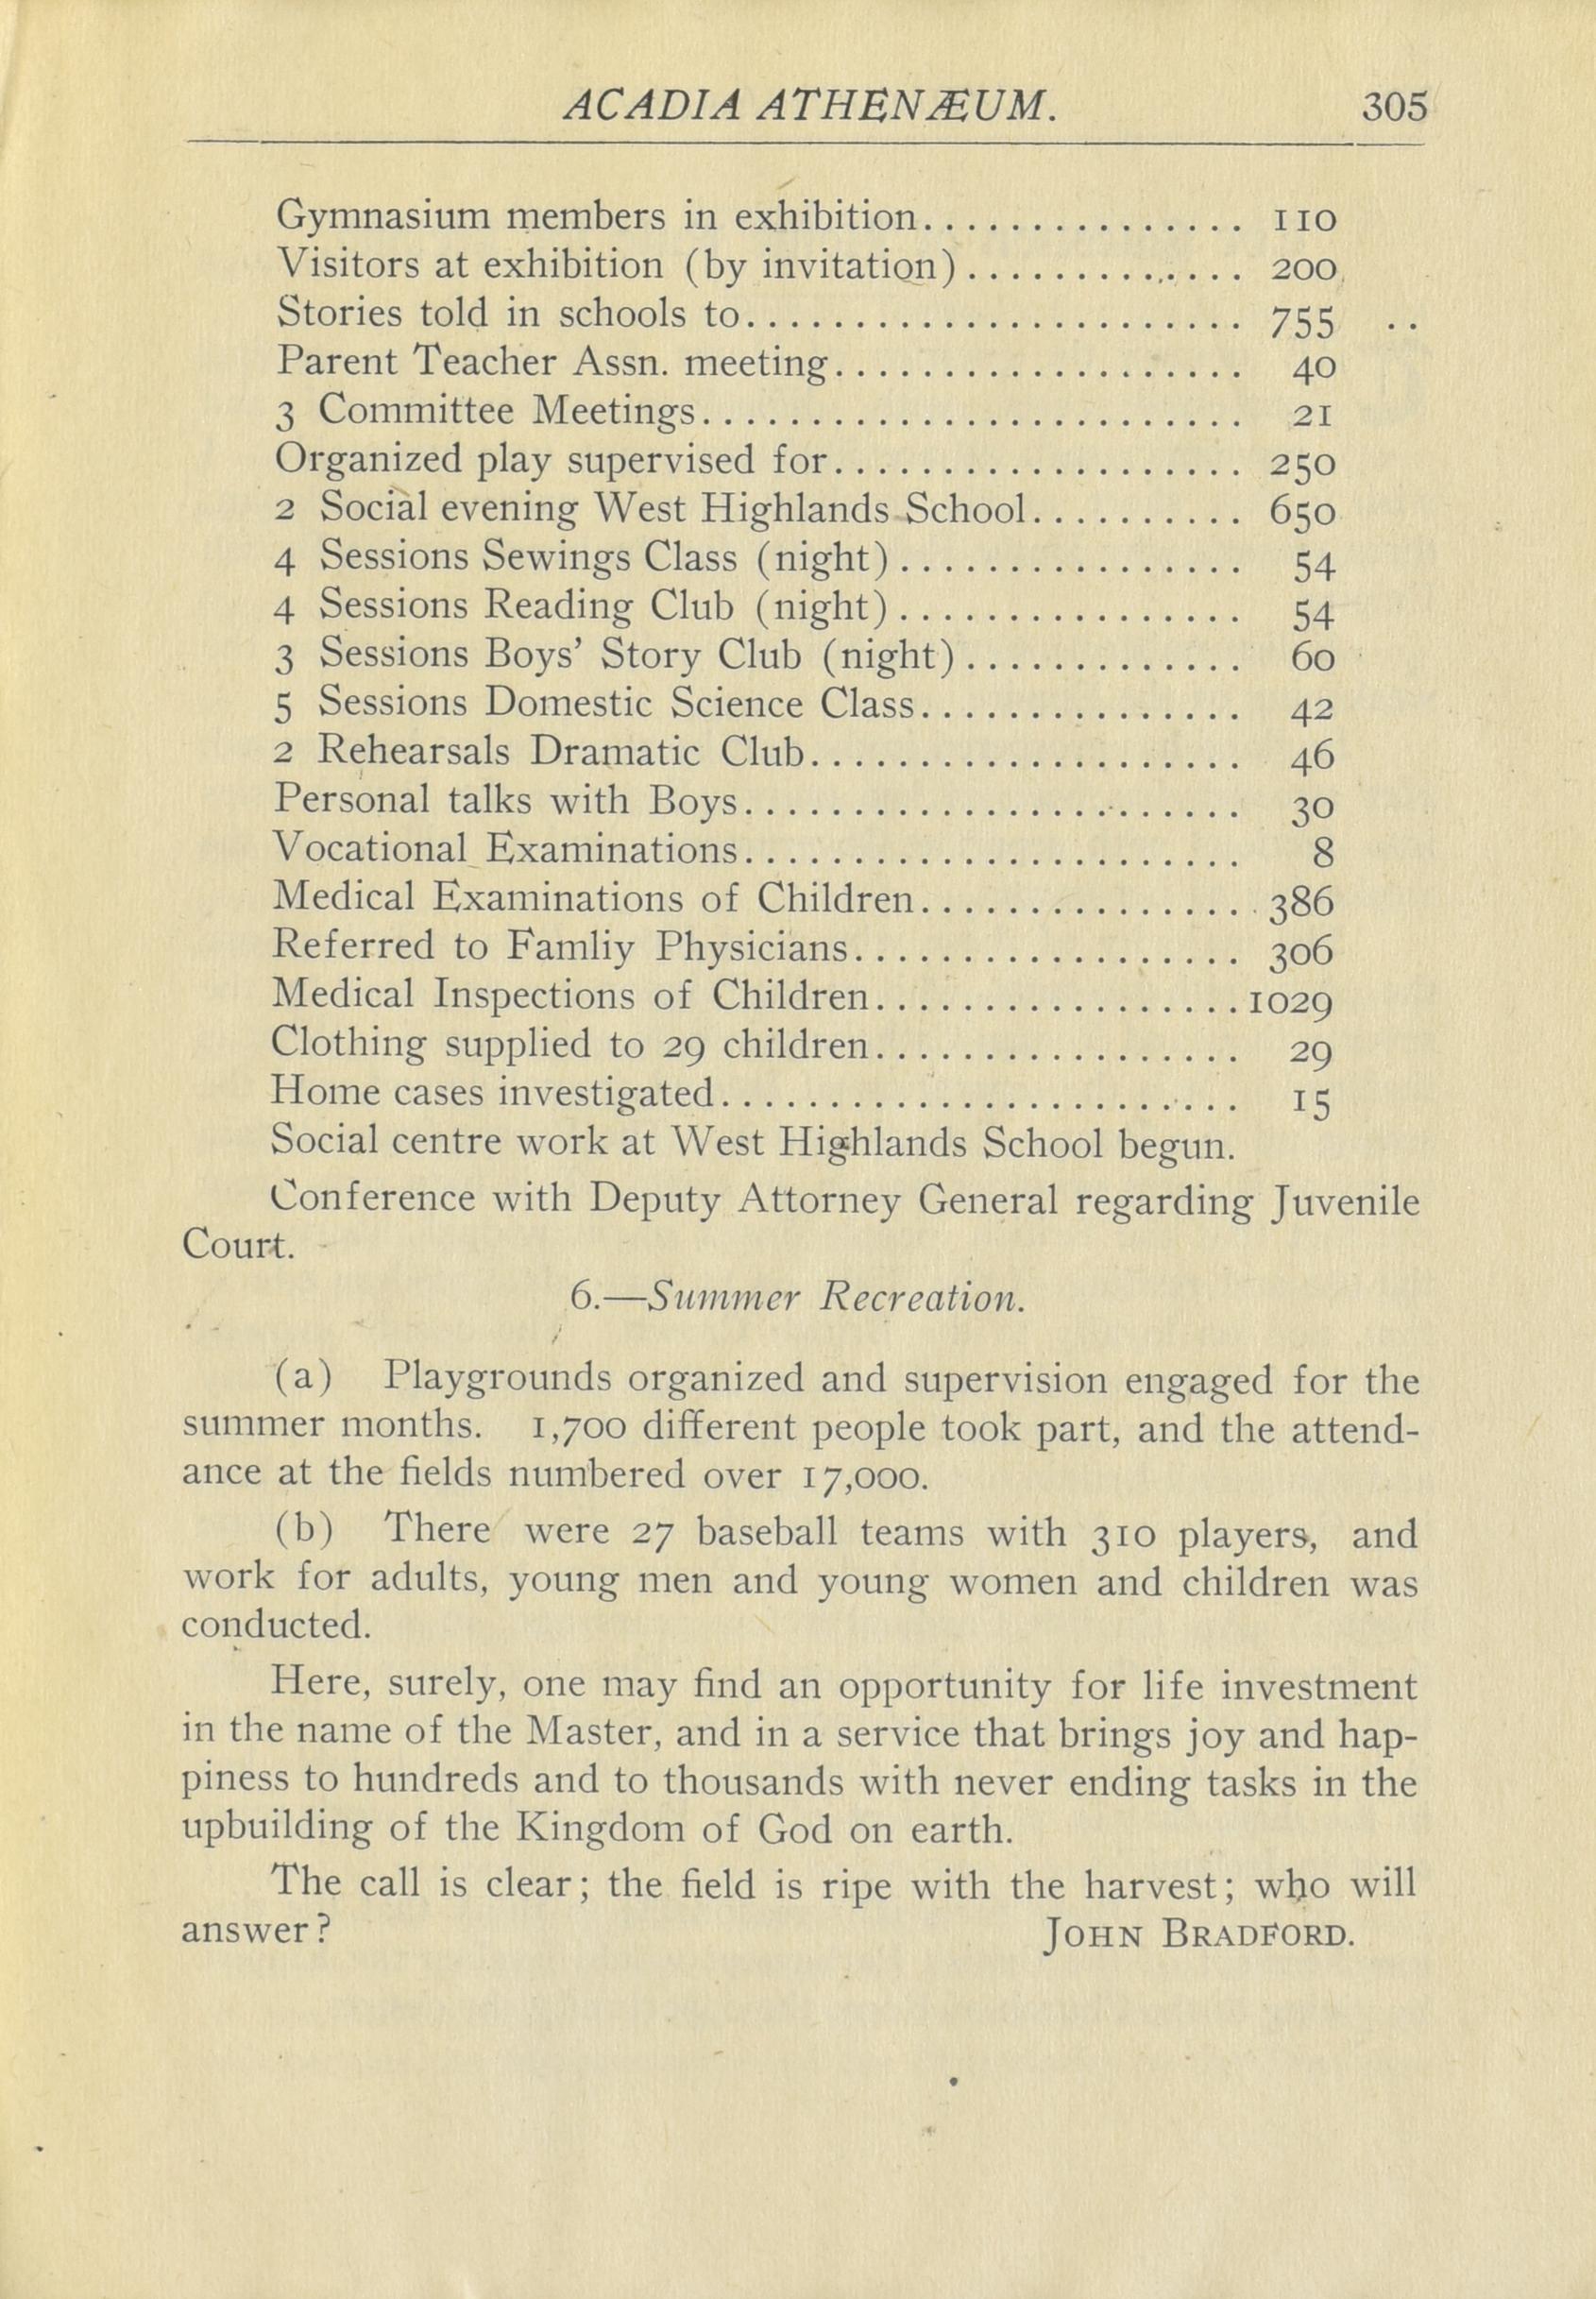 ACADIA ATHENÆUM. 305
Gymnasium members in exhibition............... 110
Visitors at exhibition (by invitation)............. 200
Stories told in schools to....................... 755 ..
Parent Teacher Assn. meeting................... 40
3 Committee Meetings......................... 21
Organized play supervised for................... 250
2 Social evening West Highlands School.......... 650
4 Sessions Sewings Class (night)................ 54
4 Sessions Reading Club (night)................ 54
3 Sessions Boys' Story Club (night)............. 60
5 Sessions Domestic Science Class............... 42
2 Rehearsals Dramatic Club.................... 46
Personal talks with Boys....................... 30
Vocational Examinations....................... 8
Medical Examinations of Children................ 386
Referred to Famliy Physicians.................. 306
Medical Inspections of Children.................1029
Clothing supplied to 29 children................. 29
Home cases investigated........................ 15
Social centre work at West Highlands School begun.
Conference with Deputy Attorney General regarding Juvenile
Court.
6.—Summer Recreation.
(a) Playgrounds organized and supervision engaged for the
summer months. 1,700 different people took part, and the attend-
ance at the fields numbered over 17,000.
(b) There were 27 baseball teams with 310 players, and
work for adults, young men and young women and children was
conducted.
Here, surely, one may find an opportunity for life investment
in the name of the Master, and in a service that brings joy and hap-
piness to hundreds and to thousands with never ending tasks in the
upbuilding of the Kingdom of God on earth.
The call is clear; the field is ripe with the harvest; who will
answer? JOHN BRADFORD.